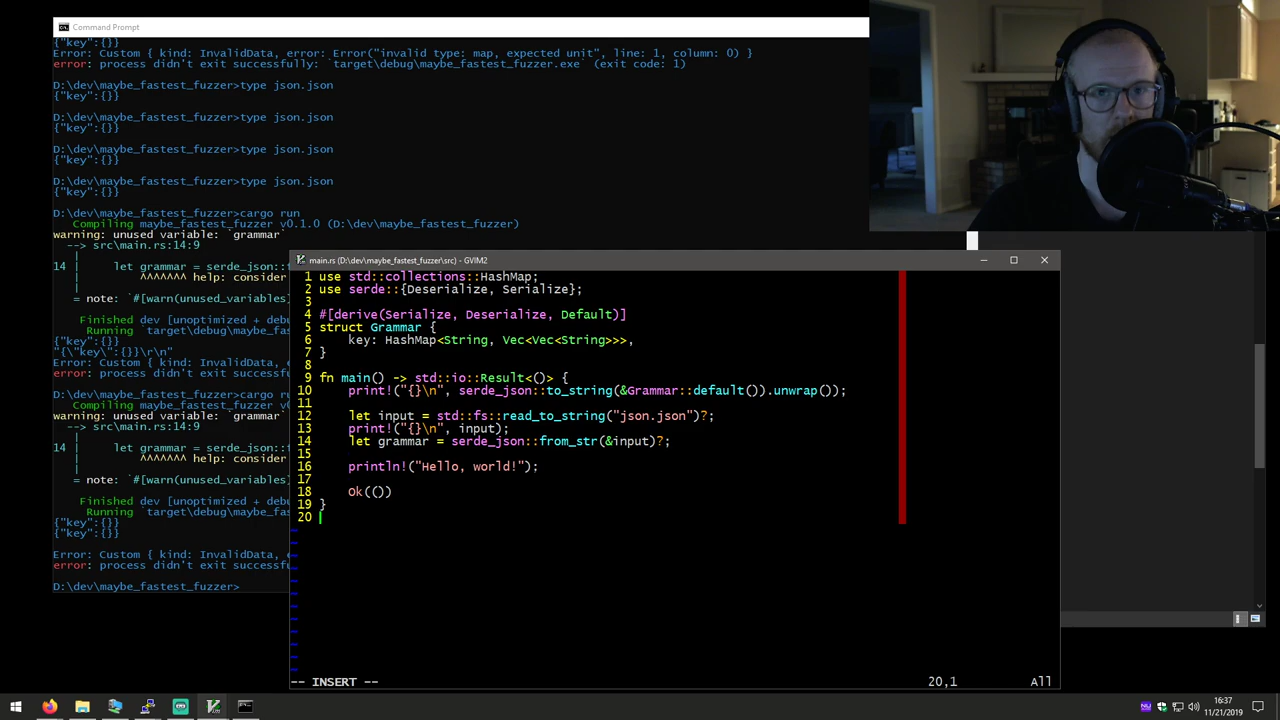 Command Prompt
{"key":{}}
Error: Custom { kind: InvalidData, error: Error("invalid type: map, expected unit", line: 1, column: 0) }
error: process didn't exit successfully: `target\debug\maybe_fastest_fuzzer.exe` (exit code: 1)
D:\dev\maybe_fastest_fuzzer>type json.json
{"key":{}}
D:\dev\maybe_fastest_fuzzer>type json.json
{"key":{}}
D:\dev\maybe_fastest_fuzzer>type json.json
{"key":{}}
D:\dev\maybe_fastest_fuzzer>type json.json
{"key":{}}
D:\dev\maybe_fastest_fuzzer>cargo run
Compiling maybe_fastest_fuzzer v0.1.0 (D:\dev\maybe_fastest_fuzzer)
warning: unused variable: `grammar`
--> src\main.rs:14:9
|
14 | let grammar = serde_json::f
| ^^^^^^^ help: consider
|
= note: `#[warn(unused_variables)
Finished dev [unoptimized + debu
Running `target\debug\maybe_fast
{"key":{}}
"{\"key\":{}}\r\n"
Error: Custom { kind: InvalidData, e
error: process didn't exit successfu
D:\dev\maybe_fastest_fuzzer>cargo ru
Compiling maybe_fastest_fuzzer v0
warning: unused variable: `grammar`
--> src\main.rs:14:9
|
14 | let grammar = serde_json::f
| ^^^^^^^ help: consider
|
= note: `#[warn(unused_variables)
Finished dev [unoptimized + debu
Running `target\debug\maybe_fast
{"key":{}}
{"key":{}}
Error: Custom { kind: InvalidData, e
error: process didn't exit successfu
D:\dev\maybe_fastest_fuzzer>
main.rs (D:\dev\maybe_fastest_fuzzer\src) - GVIM2
1 use std::collections::HashMap;
2 use serde::{Deserialize, Serialize};
3
4 #[derive(Serialize, Deserialize, Default)]
5 struct Grammar {
6 key: HashMap<String, Vec<Vec<String>>>,
7 }
8
9 fn main() -> std::io::Result<()> {
10 print!("{}\n", serde_json::to_string(&Grammar::default()).unwrap());
11
12 let input = std::fs::read_to_string("json.json")?;
13 print!("{}\n", input);
14 let grammar = serde_json::from_str(&input)?;
15
16 println!("Hello, world!");
17
18 Ok(())
19 }
20
~
~
~
~
~
~
~
~
~
~
~
~
-- INSERT --
20,1
All
16:37
11/21/2019